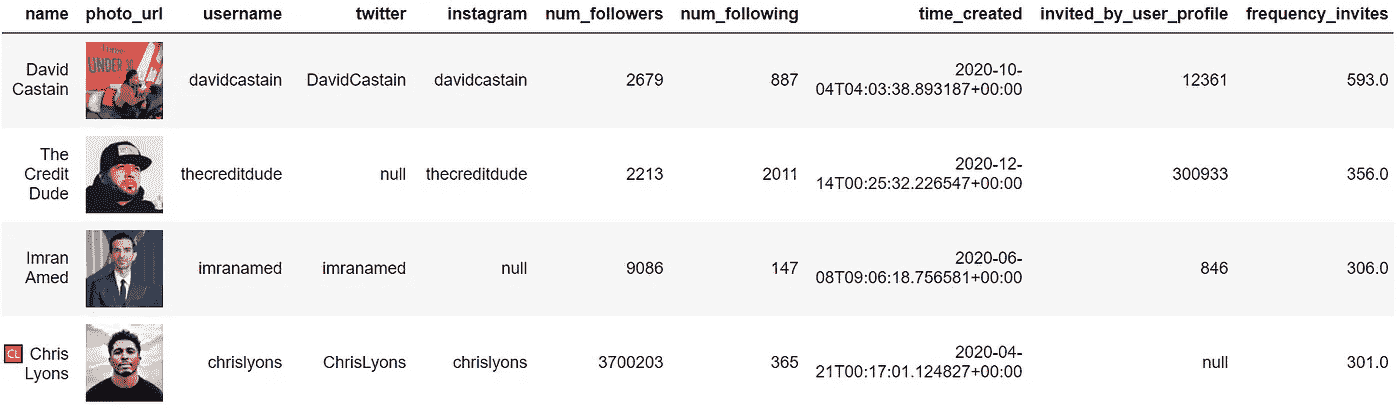 name photo_url username twitter instagram num_followers num_following time_created invited_by_user_profile frequency_invites
David
Castain
UNDER
davidcastain DavidCastain davidcastain 2679 887
2020-10-
04T04:03:38.893187+00:00
12361 593.0
The
Credit
Dude
thecreditdude null thecreditdude 2213 2011
2020-12-
14T00:25:32.226547+00:00
300933 356.0
Imran
Amed
imranamed imranamed null 9086 147
2020-06-
08T09:06:18.756581+00:00
846 306.0
CL Chris
Lyons
chrislyons ChrisLyons chrislyons 3700203 365
2020-04-
21T00:17:01.124827+00:00
null 301.0